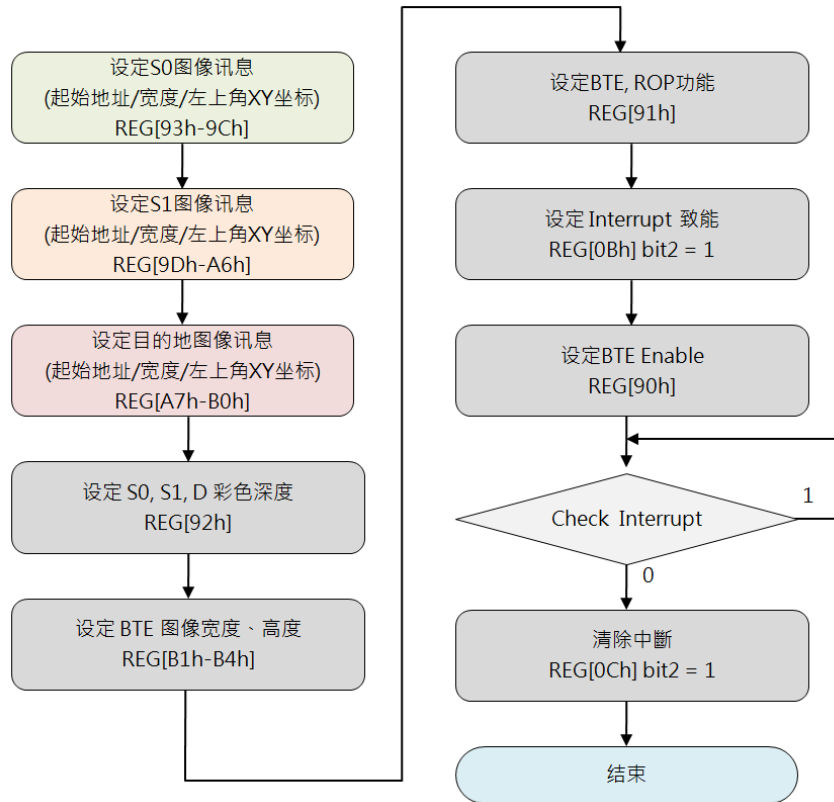 设定S0图像讯息
(起始地址/宽度/左上角XY坐标)
REG[93h-9Ch]
设定S1图像讯息
(起始地址/宽度/左上角XY坐标)
REG[9Dh-A6h]
设定目的地图像讯息
(起始地址/宽度/左上角XY坐标)
REG[A7h-B0h]
设定 S0, S1, D 彩色深度
REG[92h]
设定 BTE 图像宽度、高度
REG[B1h-B4h]
设定BTE, ROP功能
REG[91h]
设定 Interrupt 致能
REG[0Bh] bit2 = 1
设定BTE Enable
REG[90h]
Check Interrupt
1
0
清除中斷
REG[0Ch] bit2 = 1
结束